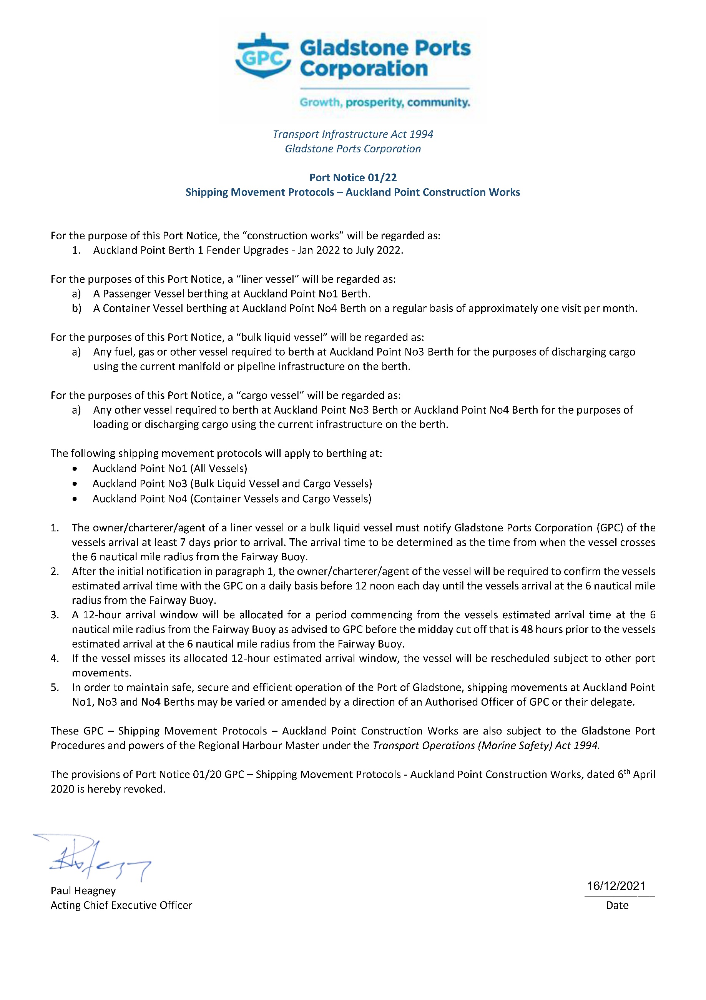 GPC
Gladstone Ports
Corporation
Growth, prosperity, community.
Transport Infrastructure Act 1994
Gladstone Ports Corporation
Port Notice 01/22
Shipping Movement Protocols – Auckland Point Construction Works
For the purpose of this Port Notice, the “construction works” will be regarded as:
1. Auckland Point Berth 1 Fender Upgrades - Jan 2022 to July 2022.
For the purposes of this Port Notice, a “liner vessel” will be regarded as:
a) A Passenger Vessel berthing at Auckland Point No1 Berth.
b) A Container Vessel berthing at Auckland Point No4 Berth on a regular basis of approximately one visit per month.
For the purposes of this Port Notice, a “bulk liquid vessel” will be regarded as:
a) Any fuel, gas or other vessel required to berth at Auckland Point No3 Berth for the purposes of discharging cargo
using the current manifold or pipeline infrastructure on the berth.
For the purposes of this Port Notice, a “cargo vessel” will be regarded as:
a) Any other vessel required to berth at Auckland Point No3 Berth or Auckland Point No4 Berth for the purposes of
loading or discharging cargo using the current infrastructure on the berth.
The following shipping movement protocols will apply to berthing at:
• Auckland Point No1 (All Vessels)
• Auckland Point No3 (Bulk Liquid Vessel and Cargo Vessels)
• Auckland Point No4 (Container Vessels and Cargo Vessels)
1. The owner/charterer/agent of a liner vessel or a bulk liquid vessel must notify Gladstone Ports Corporation (GPC) of the
vessels arrival at least 7 days prior to arrival. The arrival time to be determined as the time from when the vessel crosses
the 6 nautical mile radius from the Fairway Buoy.
2. After the initial notification in paragraph 1, the owner/charterer/agent of the vessel will be required to confirm the vessels
estimated arrival time with the GPC on a daily basis before 12 noon each day until the vessels arrival at the 6 nautical mile
radius from the Fairway Buoy.
3. A 12-hour arrival window will be allocated for a period commencing from the vessels estimated arrival time at the 6
nautical mile radius from the Fairway Buoy as advised to GPC before the midday cut off that is 48 hours prior to the vessels
estimated arrival at the 6 nautical mile radius from the Fairway Buoy.
4. If the vessel misses its allocated 12-hour estimated arrival window, the vessel will be rescheduled subject to other port
movements.
5. In order to maintain safe, secure and efficient operation of the Port of Gladstone, shipping movements at Auckland Point
No1, No3 and No4 Berths may be varied or amended by a direction of an Authorised Officer of GPC or their delegate.
These GPC – Shipping Movement Protocols – Auckland Point Construction Works are also subject to the Gladstone Port
Procedures and powers of the Regional Harbour Master under the Transport Operations (Marine Safety) Act 1994.
The provisions of Port Notice 01/20 GPC – Shipping Movement Protocols - Auckland Point Construction Works, dated 6th April
2020 is hereby revoked.
Paul Heagney
16/12/2021
Acting Chief Executive Officer
Date